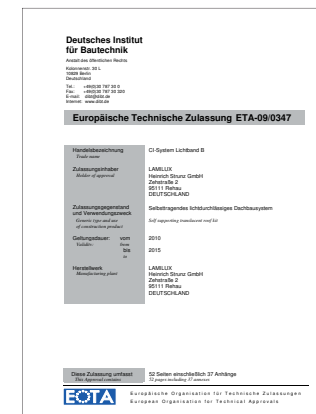 Deutsches Institut
für Bautechnik
Anstalt des öffentlichen Rechts
Kolonnenstr. 30 L
10829 Berlin
Deutschland
Tel.: +49(0)30 787 30 0
Fax: +49(0)30 787 30 320
E-mail: dibt@dibt.de
Internet: www.dibt.de
Europäische Technische Zulassung ETA-09/0347
Handelsbezeichnung CI-System Lichtband B
Trade name
Zulassungsinhaber LAMILUX
Holder of approval Heinrich Strunz GmbH
Zehstraße 2
95111 Rehau
DEUTSCHLAND
Zulassungsgegenstand Selbsttragendes lichtdurchlässiges Dachbausystem
und Verwendungszweck
Generic type and use Self supporting translucent roof kit
of construction product
Geltungsdauer: vom 2010
Validity: from
bis 2015
to
Herstellwerk LAMILUX
Manufacturing plant Heinrich Strunz GmbH
Zehstraße 2
95111 Rehau
DEUTSCHLAND
Diese Zulassung umfasst 52 Seiten einschließlich 37 Anhänge
This Approval contains 52 pages including 37 annexes
EOTA Europäische Organisation für Technische Zulassungen
European Organisation for Technical Approvals